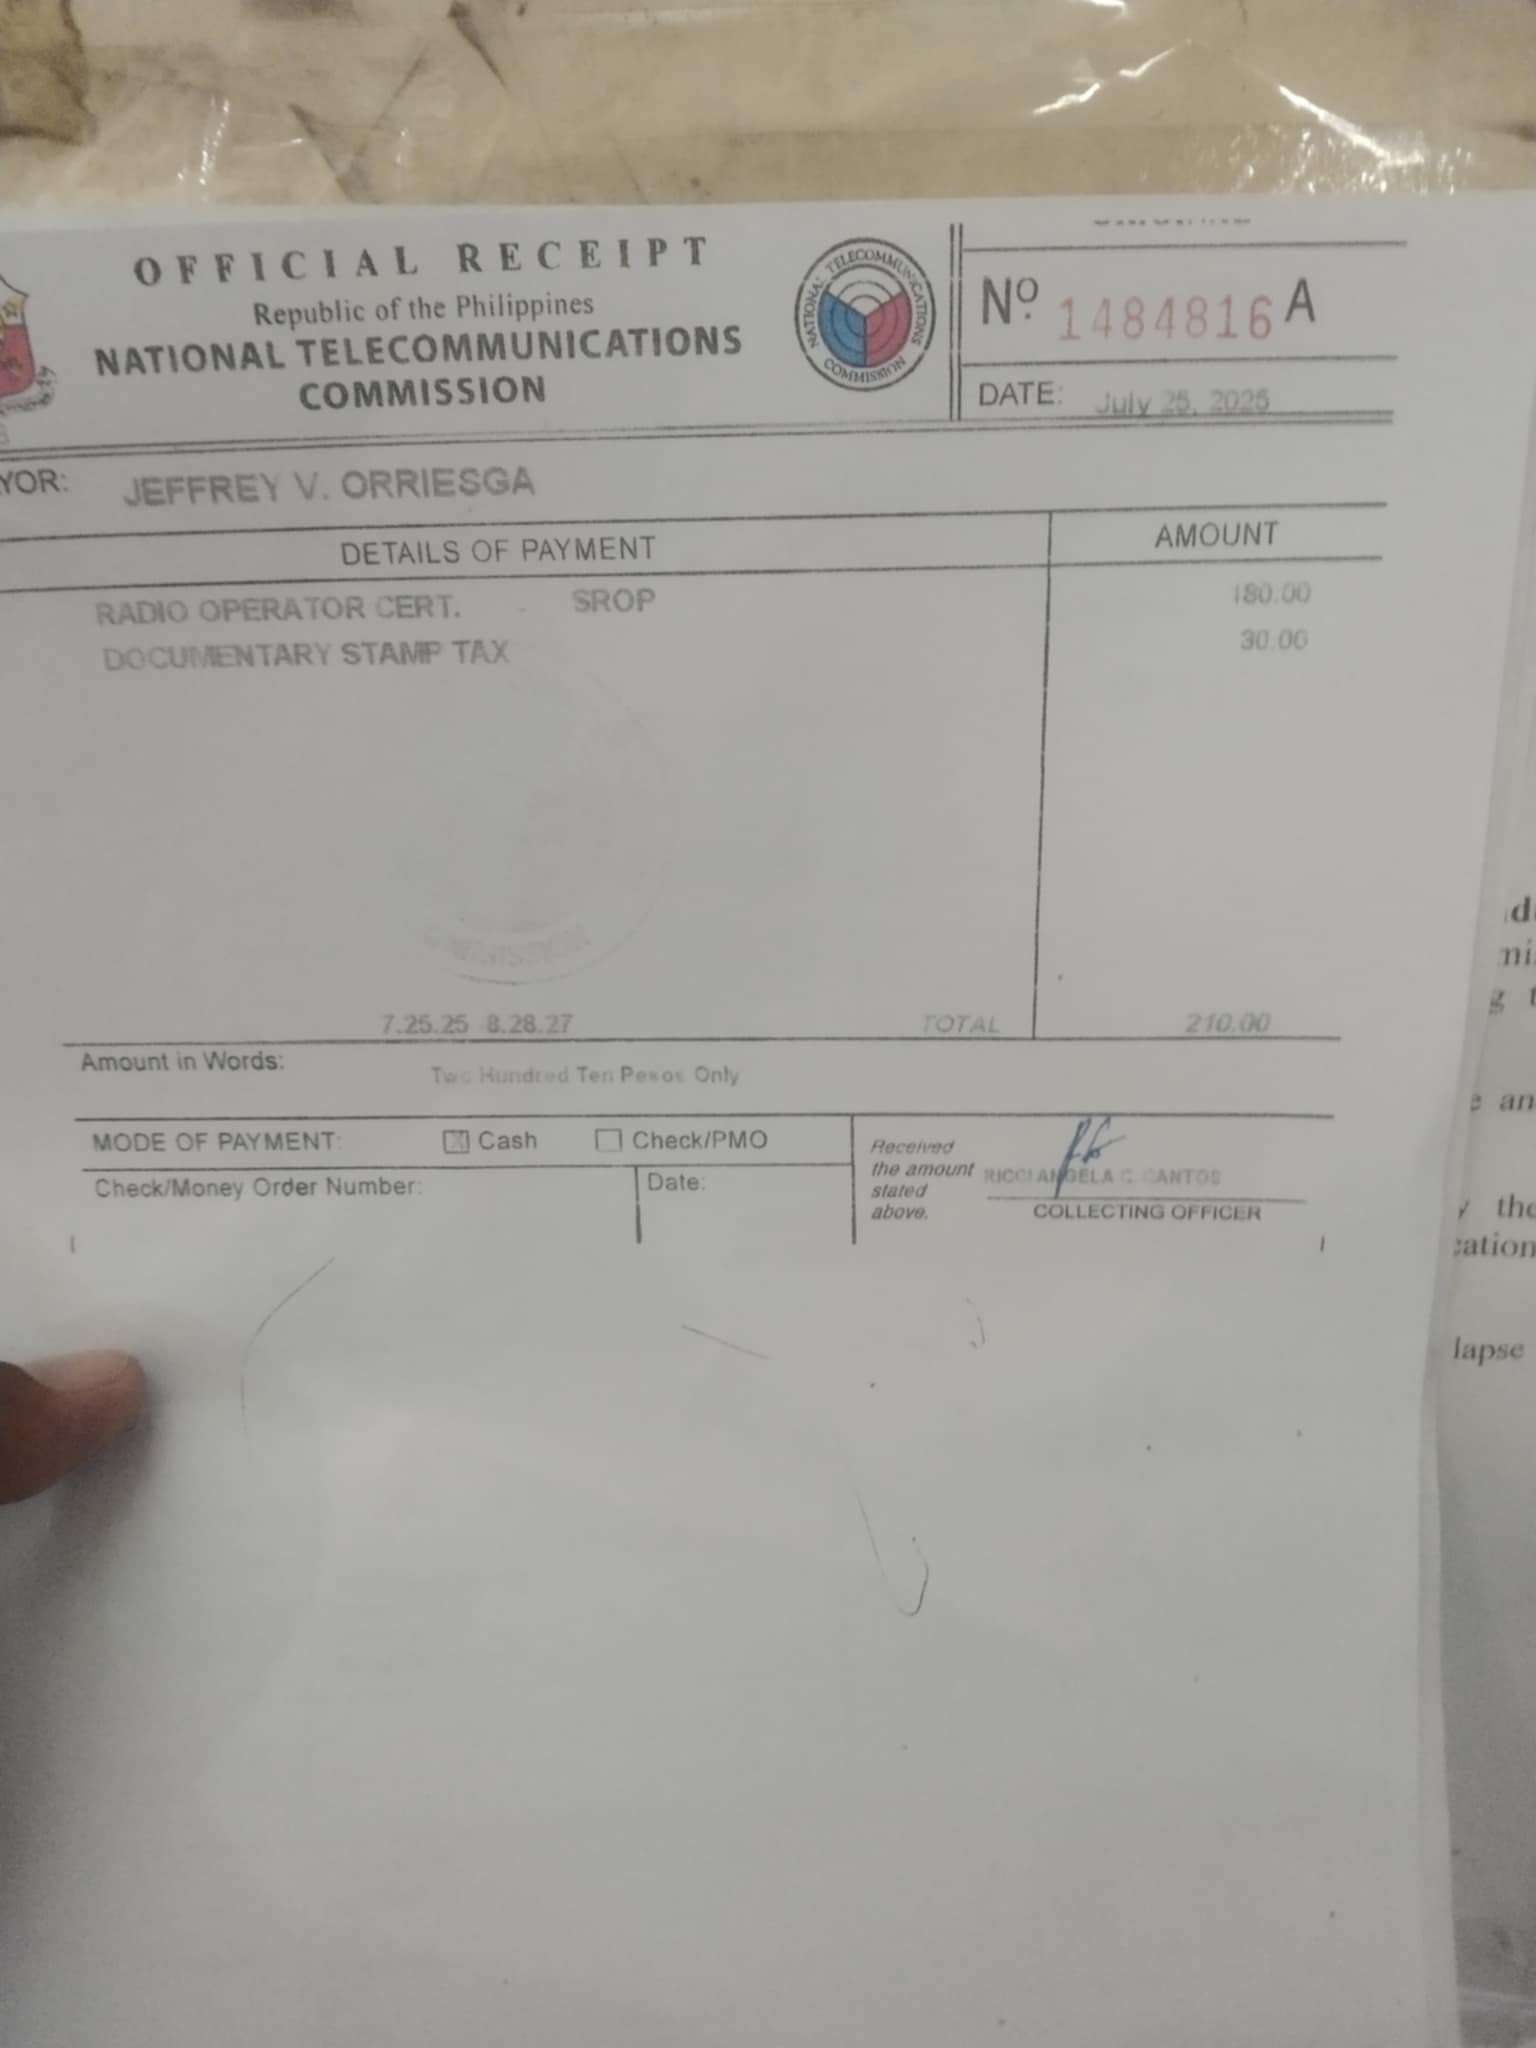 OFFICIAL RECEIPT
Republic of the Philippines
NATIONAL TELECOMMUNICATIONS
COMMISSION
NATIONAL TELECOMMUNICATIONS
COMMISSION
Nº. 1484816 A
DATE: July 25, 2025
YOR: JEFFREY V. ORRIESGA
DETAILS OF PAYMENT AMOUNT
RADIO OPERATOR CERT. - SROP 180.00
DOCUMENTARY STAMP TAX 30.00
7.25.25 8.28.27 TOTAL 210.00
Amount in Words: Two Hundred Ten Pesos Only
MODE OF PAYMENT: Cash Check/PMO
Check/Money Order Number: Date:
Received
the amount
stated
above.
RICCI ANGELA C. CANTOS
COLLECTING OFFICER
g t
e an
the
cation
lapse